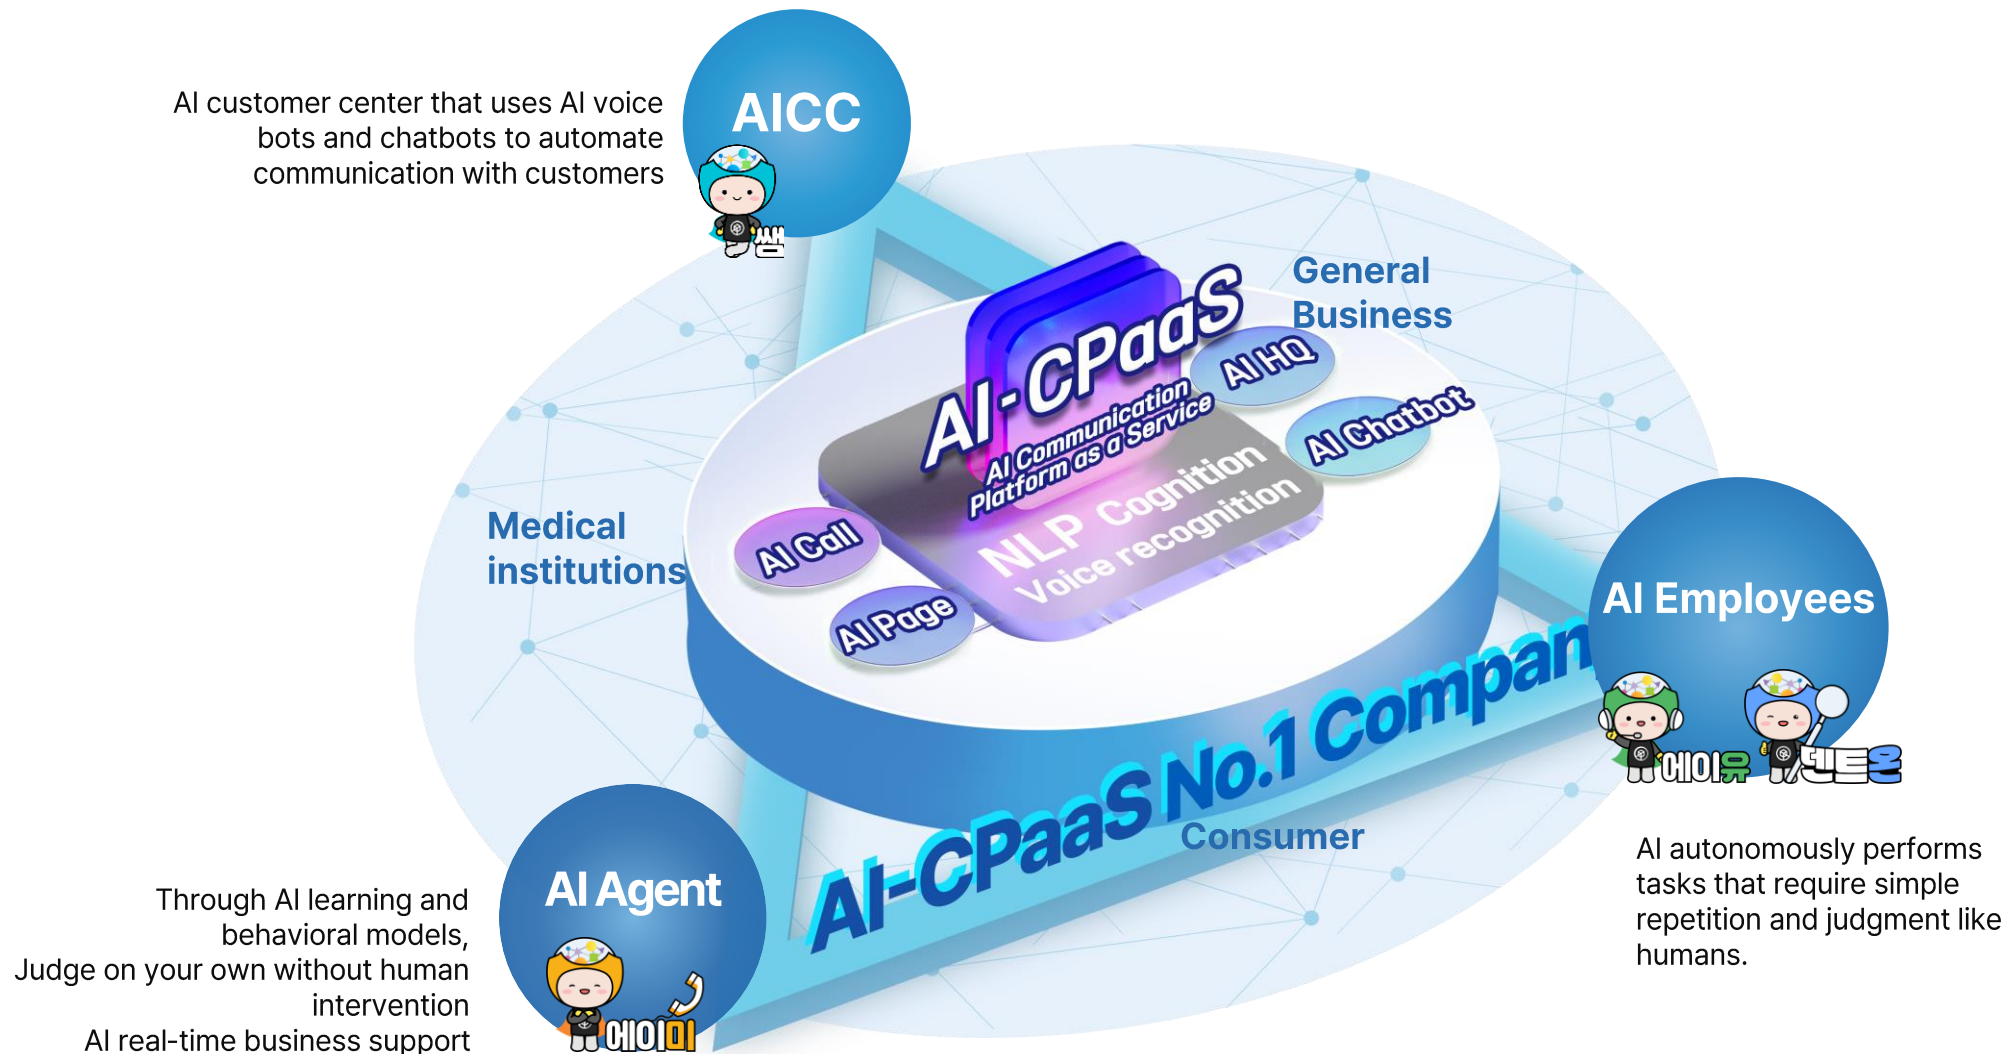 AICC
AI customer center that uses AI voice
bots and chatbots to automate
communication with customers
쌤
General
Business
AI-CPaaS
AI Communication
Platform as a Service
AI HQ
AI Chatbot
NLP Cognition
Voice recognition
Medical
institutions
AI Call
AI Page
AI Employees
에이유
덴트온
AI-CPaaS No.1 Compan
Consumer
AI autonomously performs
tasks that require simple
repetition and judgment like
humans.
AI Agent
에이미
Through AI learning and
behavioral models,
Judge on your own without human
intervention
AI real-time business support